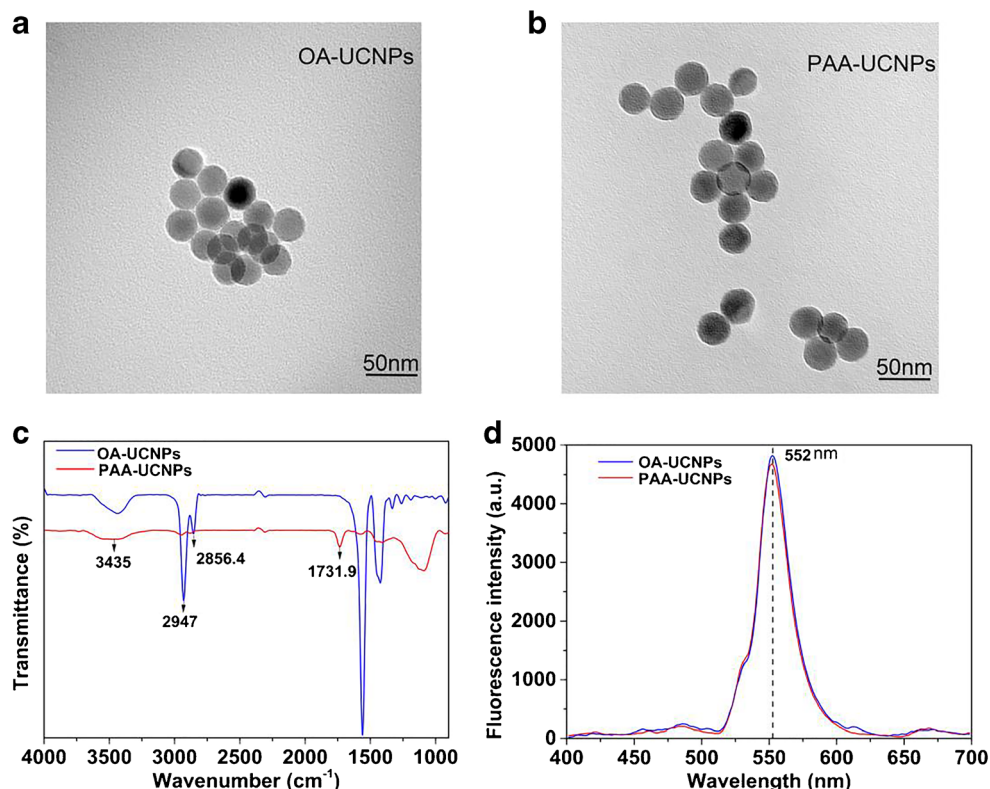 a
OA-UCNPs
50nm
b
PAA-UCNPs
50nm
c
OA-UCNPs
PAA-UCNPs
3435
2947
2856.4
1731.9
Transmittance (%)
4000 3500 3000 2500 2000 1500 1000
Wavenumber (cm⁻¹)
d
OA-UCNPs
PAA-UCNPs
552 nm
Fluorescence intensity (a.u.)
5000
4000
3000
2000
1000
0
400 450 500 550 600 650 700
Wavelength (nm)